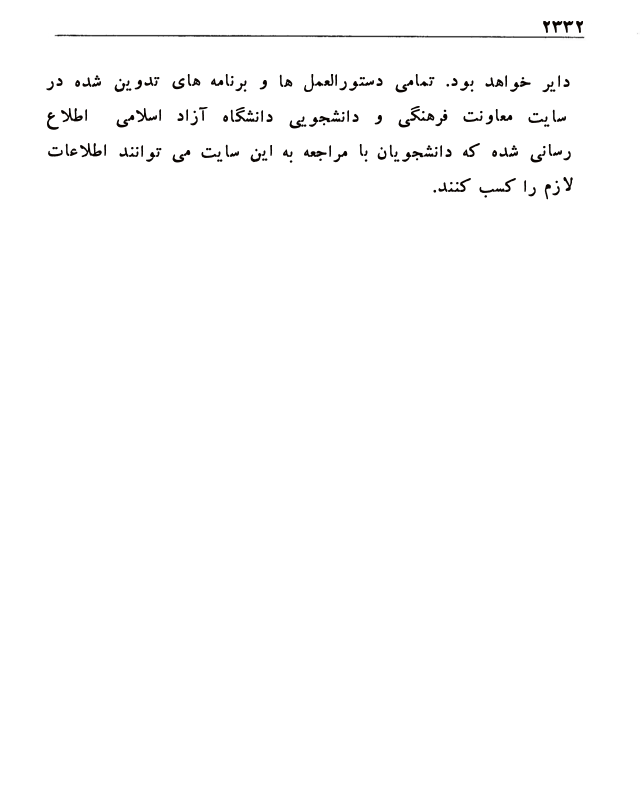 ۲۳۳۲
دایر خواهد بود. تمامی دستورالعمل ها و برنامه های تدوین شده در
سایت معاونت فرهنگی و دانشجویی دانشگاه آزاد اسلامی اطلاع
رسانی شده که دانشجویان با مراجعه به این سایت می توانند اطلاعات
لازم را کسب کنند.